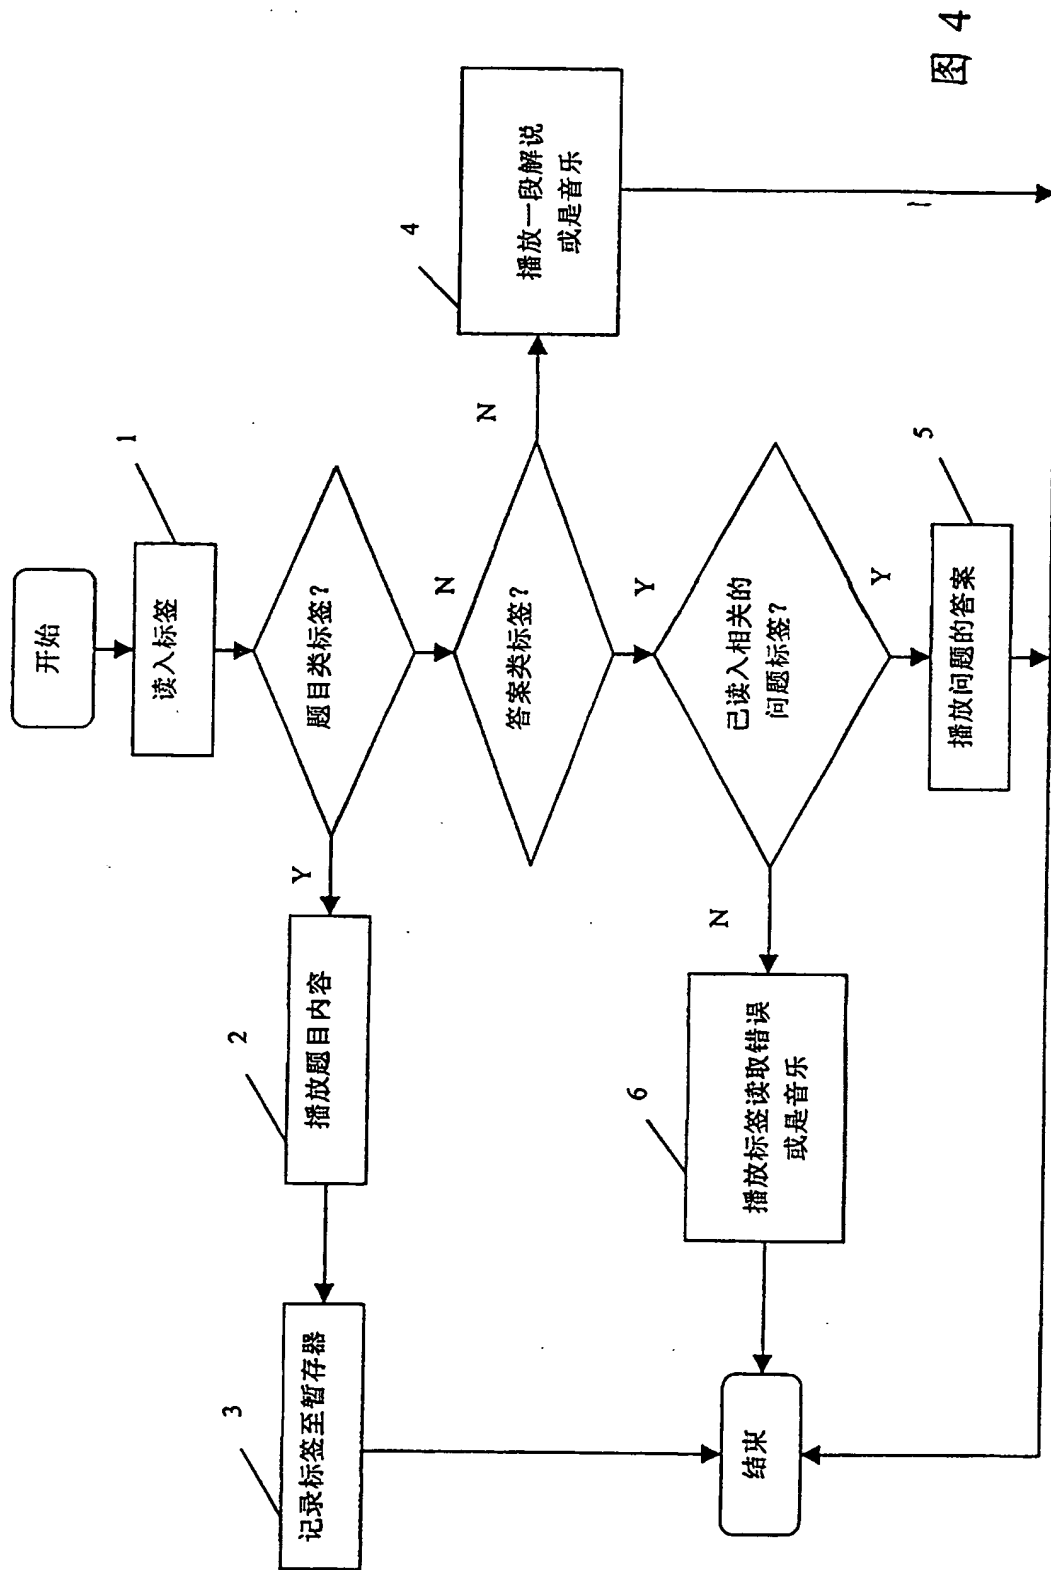 开始
1
读入标签
题目类标签？
Y
N
2
播放题目内容
3
记录标签至暂存器
答案类标签？
N
Y
4
播放一段解说
或是音乐
已读入相关的
问题标签？
N
Y
6
播放标签读取错误
或是音乐
5
播放问题的答案
结束
图 4